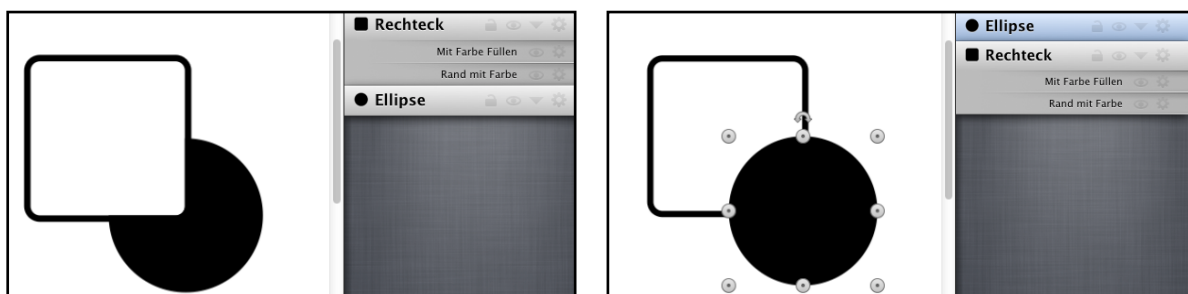 Rechteck
Mit Farbe Füllen
Rand mit Farbe
Ellipse
Ellipse
Rechteck
Mit Farbe Füllen
Rand mit Farbe